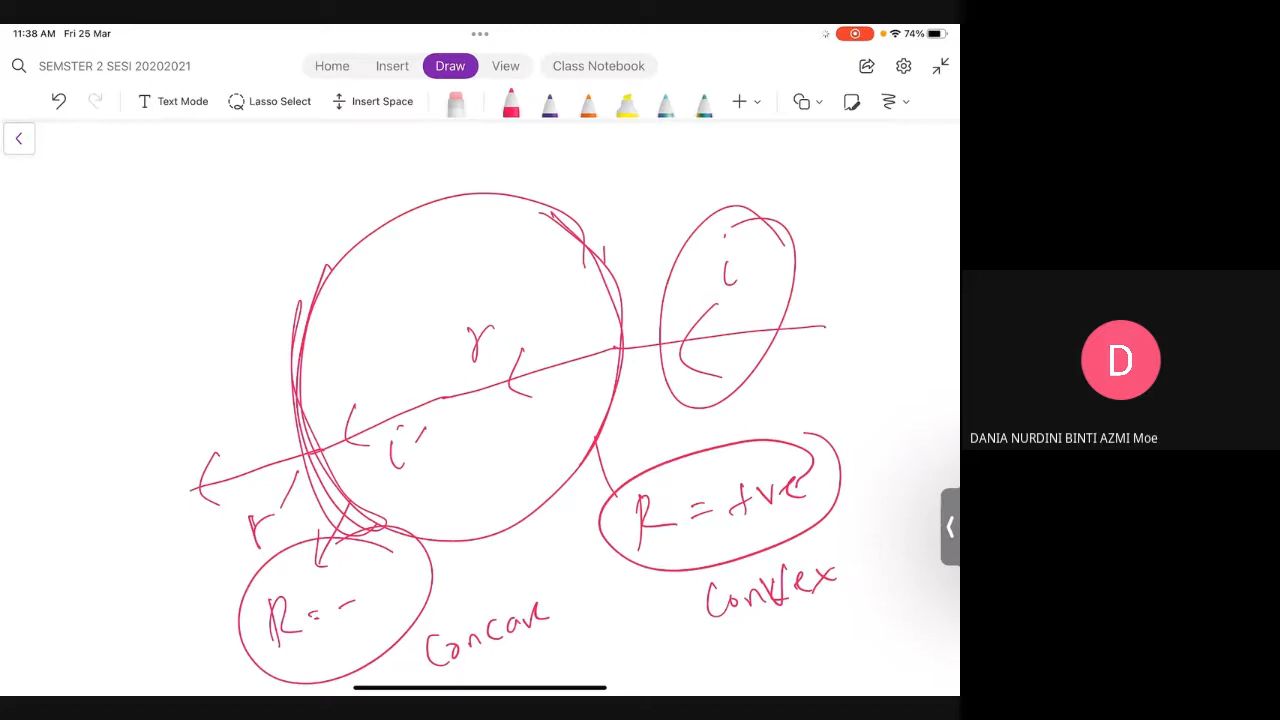 11:38 AM Fri 25 Mar
74%
SEMSTER 2 SESI 20202021
Home Insert Draw View Class Notebook
Text Mode Lasso Select Insert Space
i
r
i'
r'
R = +ve
Convex
R = -
Concave
D
DANIA NURDINI BINTI AZMI Moe